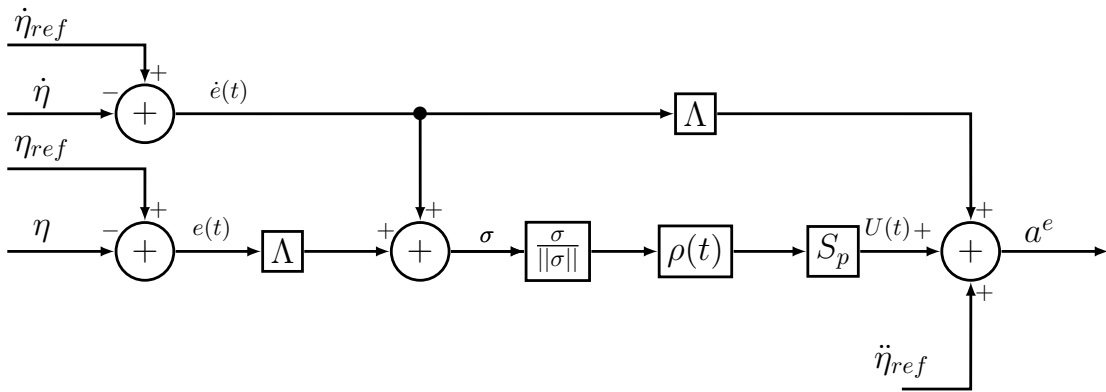 η̇_ref
+
− η̇ + ė(t) Λ
η_ref
+ + +
− η + e(t) Λ + + σ σ/||σ|| ρ(t) S_p U(t) + + a^e
+
η̈_ref